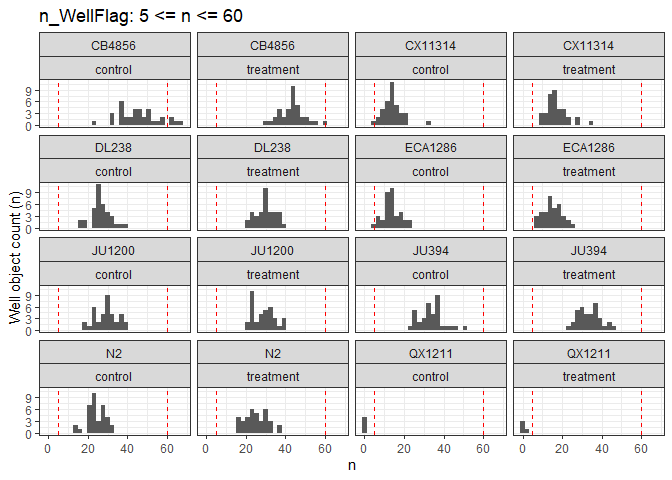 n_WellFlag: 5 <= n <= 60
CB4856 CB4856 CX11314 CX11314
control treatment control treatment
9
6
3
0
DL238 DL238 ECA1286 ECA1286
control treatment control treatment
9
6
3
0
JU1200 JU1200 JU394 JU394
control treatment control treatment
9
6
3
0
N2 N2 QX1211 QX1211
control treatment control treatment
9
6
3
0
0 20 40 60 0 20 40 60 0 20 40 60 0 20 40 60
n
Well object count (n)